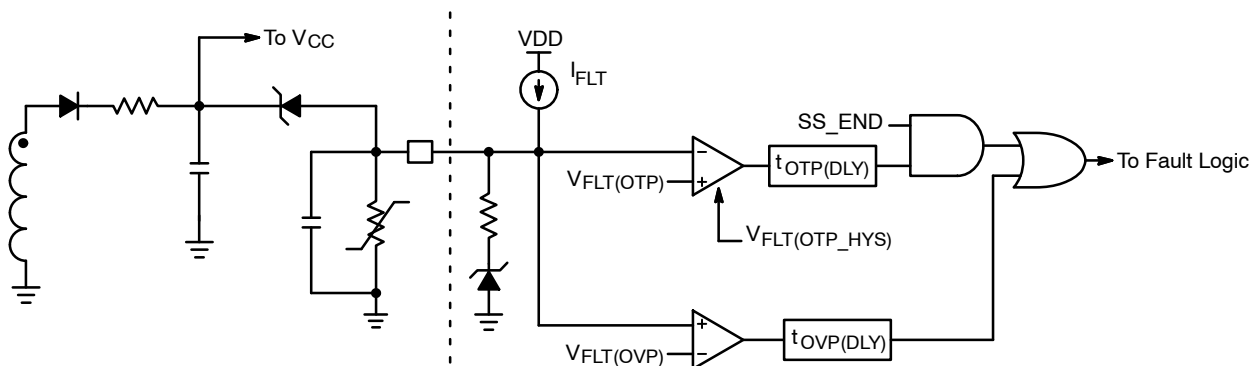 To VCC
VDD
IFLT
SS_END
VFLT(OTP)
−
+
tOTP(DLY)
To Fault Logic
VFLT(OTP_HYS)
VFLT(OVP)
+
−
tOVP(DLY)